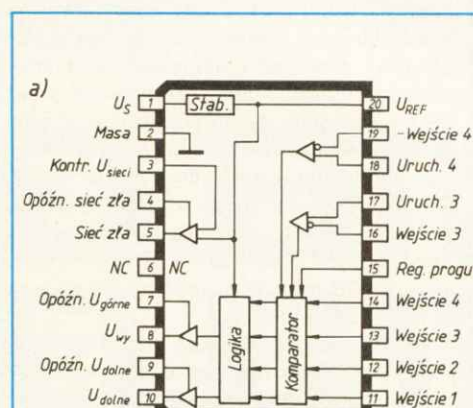 a)
U_S 1 Stab. 20 U_REF
Masa 2 19 -Wejście 4
Kontr. U_sieci 3 18 Uruch. 4
Opóźn. sieć zła 4 17 Uruch. 3
Sieć zła 5 16 Wejście 3
NC 6 NC 15 Reg. progu
Opóźn. U_górne 7 14 Wejście 4
U_wy 8 13 Wejście 3
Opóźn. U_dolne 9 12 Wejście 2
U_dolne 10 11 Wejście 1
Logika
Komparator